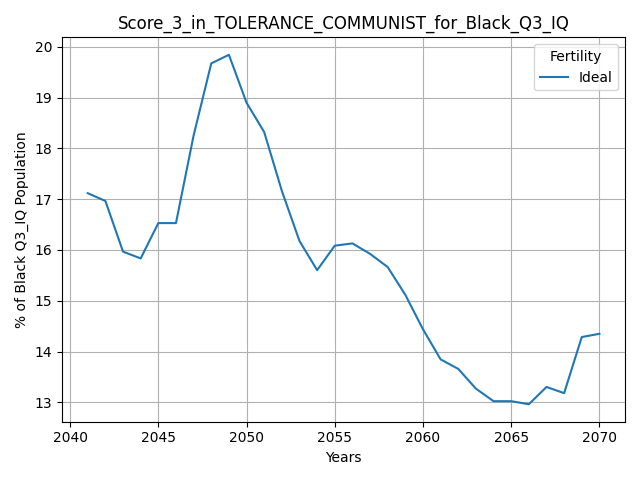 Score_3_in_TOLERANCE_COMMUNIST_for_Black_Q3_IQ
Fertility
Ideal
% of Black Q3_IQ Population
20
19
18
17
16
15
14
13
2040 2045 2050 2055 2060 2065 2070
Years